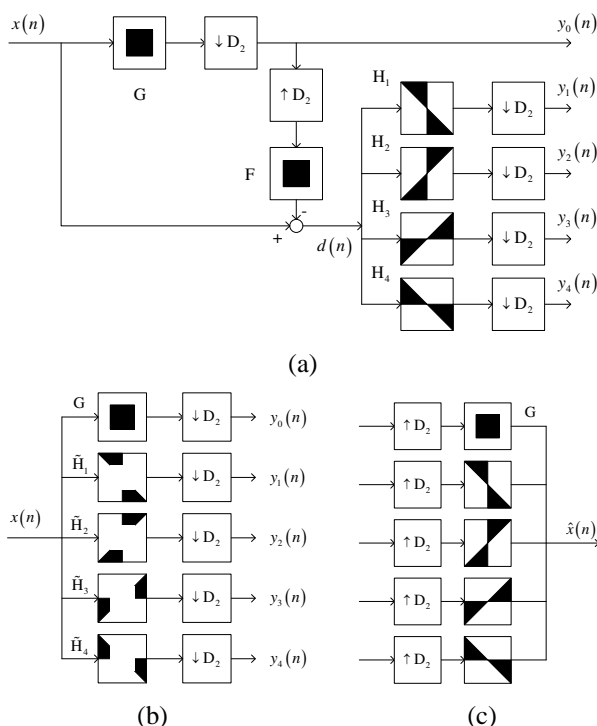 x(n)
G
↓ D₂
y₀(n)
↑ D₂
F
-
+
d(n)
H₁
↓ D₂
y₁(n)
H₂
↓ D₂
y₂(n)
H₃
↓ D₂
y₃(n)
H₄
↓ D₂
y₄(n)
(a)
G
↓ D₂
y₀(n)
H̃₁
↓ D₂
y₁(n)
x(n)
H̃₂
↓ D₂
y₂(n)
H̃₃
↓ D₂
y₃(n)
H̃₄
↓ D₂
y₄(n)
(b)
↑ D₂
G
↑ D₂
↑ D₂
x̂(n)
↑ D₂
↑ D₂
(c)